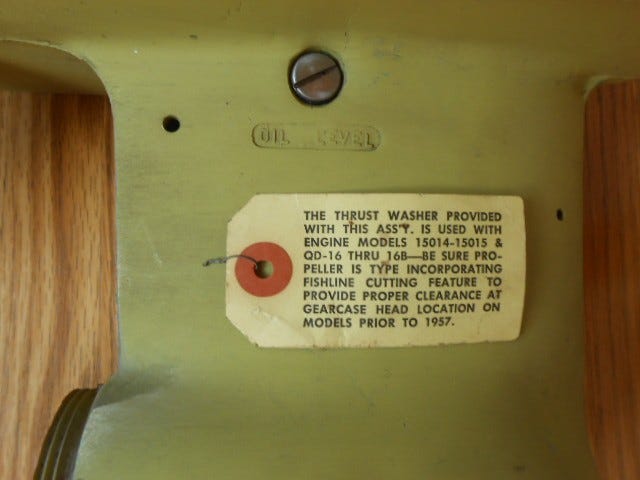 OIL LEVEL
THE THRUST WASHER PROVIDED
WITH THIS ASS'Y. IS USED WITH
ENGINE MODELS 15014-15015 &
QD-16 THRU 16B—BE SURE PRO-
PELLER IS TYPE INCORPORATING
FISHLINE CUTTING FEATURE TO
PROVIDE PROPER CLEARANCE AT
GEARCASE HEAD LOCATION ON
MODELS PRIOR TO 1957.